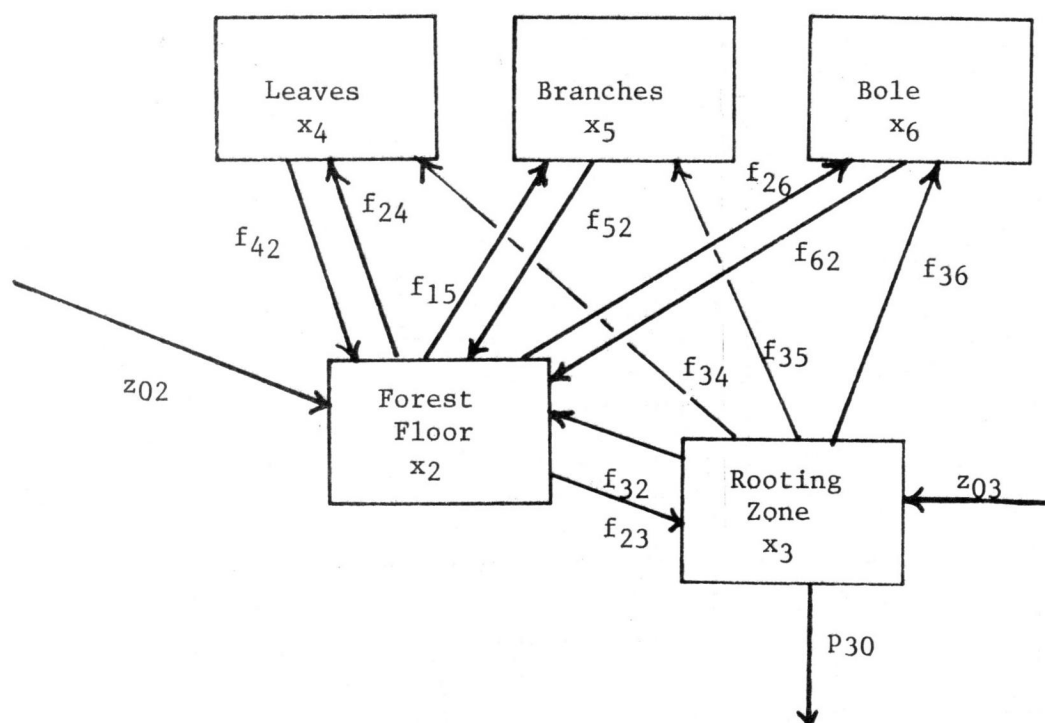 Leaves
x4
Branches
x5
Bole
x6
f42
f24
f15
f52
f26
f62
f36
z02
f34
f35
Forest
Floor
x2
f32
f23
Rooting
Zone
x3
z03
p30